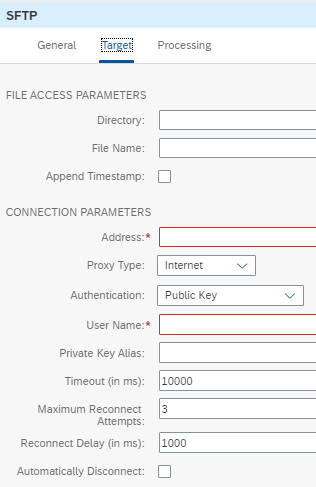 SFTP
General Target Processing
FILE ACCESS PARAMETERS
Directory:
File Name:
Append Timestamp:
CONNECTION PARAMETERS
Address:*
Proxy Type: Internet
Authentication: Public Key
User Name:*
Private Key Alias:
Timeout (in ms): 10000
Maximum Reconnect
Attempts: 3
Reconnect Delay (in ms): 1000
Automatically Disconnect: